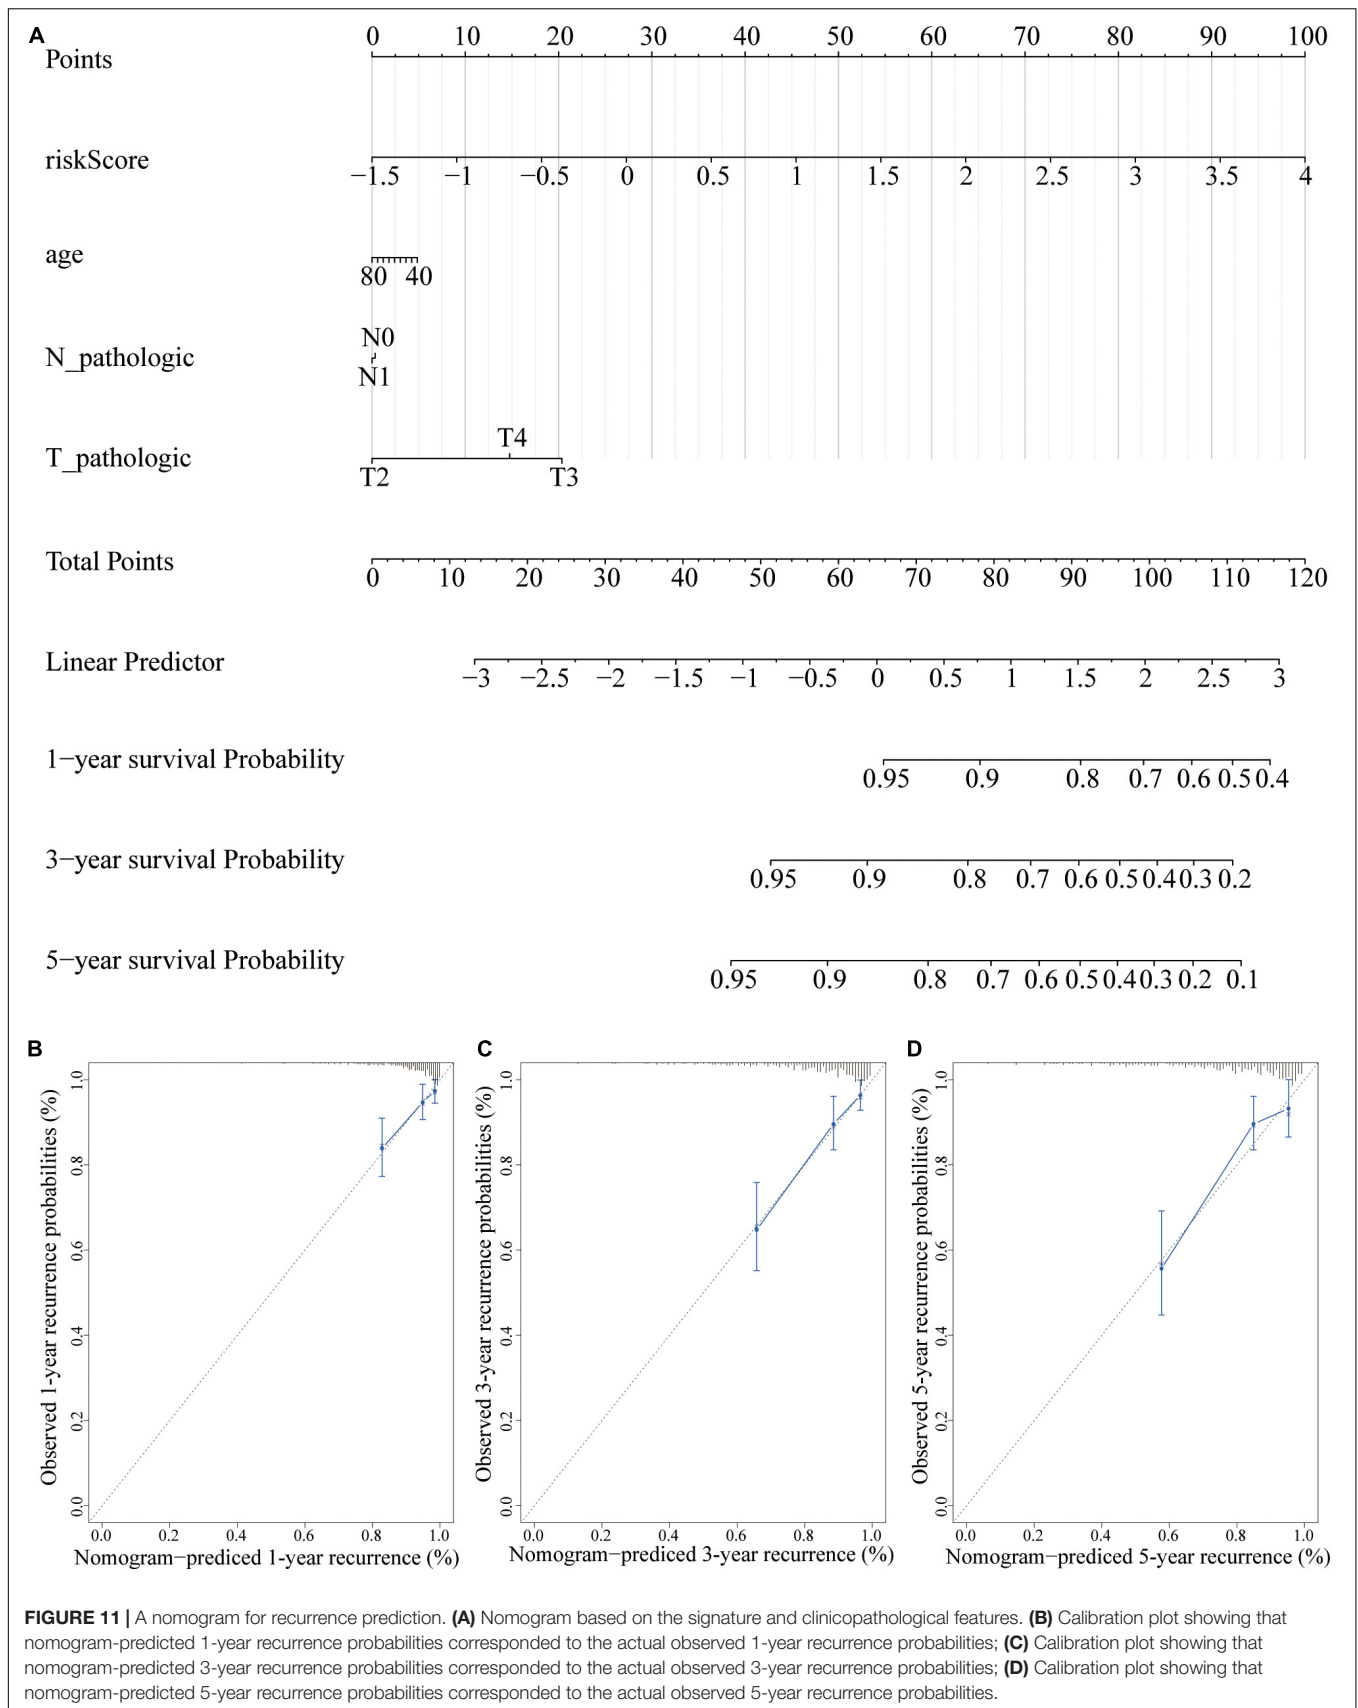 A
Points
0 10 20 30 40 50 60 70 80 90 100
riskScore
−1.5 −1 −0.5 0 0.5 1 1.5 2 2.5 3 3.5 4
age
80 40
N0
N_pathologic
N1
T4
T_pathologic
T2 T3
Total Points
0 10 20 30 40 50 60 70 80 90 100 110 120
Linear Predictor
−3 −2.5 −2 −1.5 −1 −0.5 0 0.5 1 1.5 2 2.5 3
1−year survival Probability
0.95 0.9 0.8 0.7 0.6 0.5 0.4
3−year survival Probability
0.95 0.9 0.8 0.7 0.6 0.5 0.4 0.3 0.2
5−year survival Probability
0.95 0.9 0.8 0.7 0.6 0.5 0.4 0.3 0.2 0.1
B
Observed 1-year recurrence probabilities (%)
0.0 0.2 0.4 0.6 0.8 1.0
0.0 0.2 0.4 0.6 0.8 1.0
Nomogram−prediced 1-year recurrence (%)
C
Observed 3-year recurrence probabilities (%)
0.0 0.2 0.4 0.6 0.8 1.0
0.0 0.2 0.4 0.6 0.8 1.0
Nomogram−prediced 3-year recurrence (%)
D
Observed 5-year recurrence probabilities (%)
0.0 0.2 0.4 0.6 0.8 1.0
0.0 0.2 0.4 0.6 0.8 1.0
Nomogram−prediced 5-year recurrence (%)
FIGURE 11 | A nomogram for recurrence prediction. (A) Nomogram based on the signature and clinicopathological features. (B) Calibration plot showing that
nomogram-predicted 1-year recurrence probabilities corresponded to the actual observed 1-year recurrence probabilities; (C) Calibration plot showing that
nomogram-predicted 3-year recurrence probabilities corresponded to the actual observed 3-year recurrence probabilities; (D) Calibration plot showing that
nomogram-predicted 5-year recurrence probabilities corresponded to the actual observed 5-year recurrence probabilities.